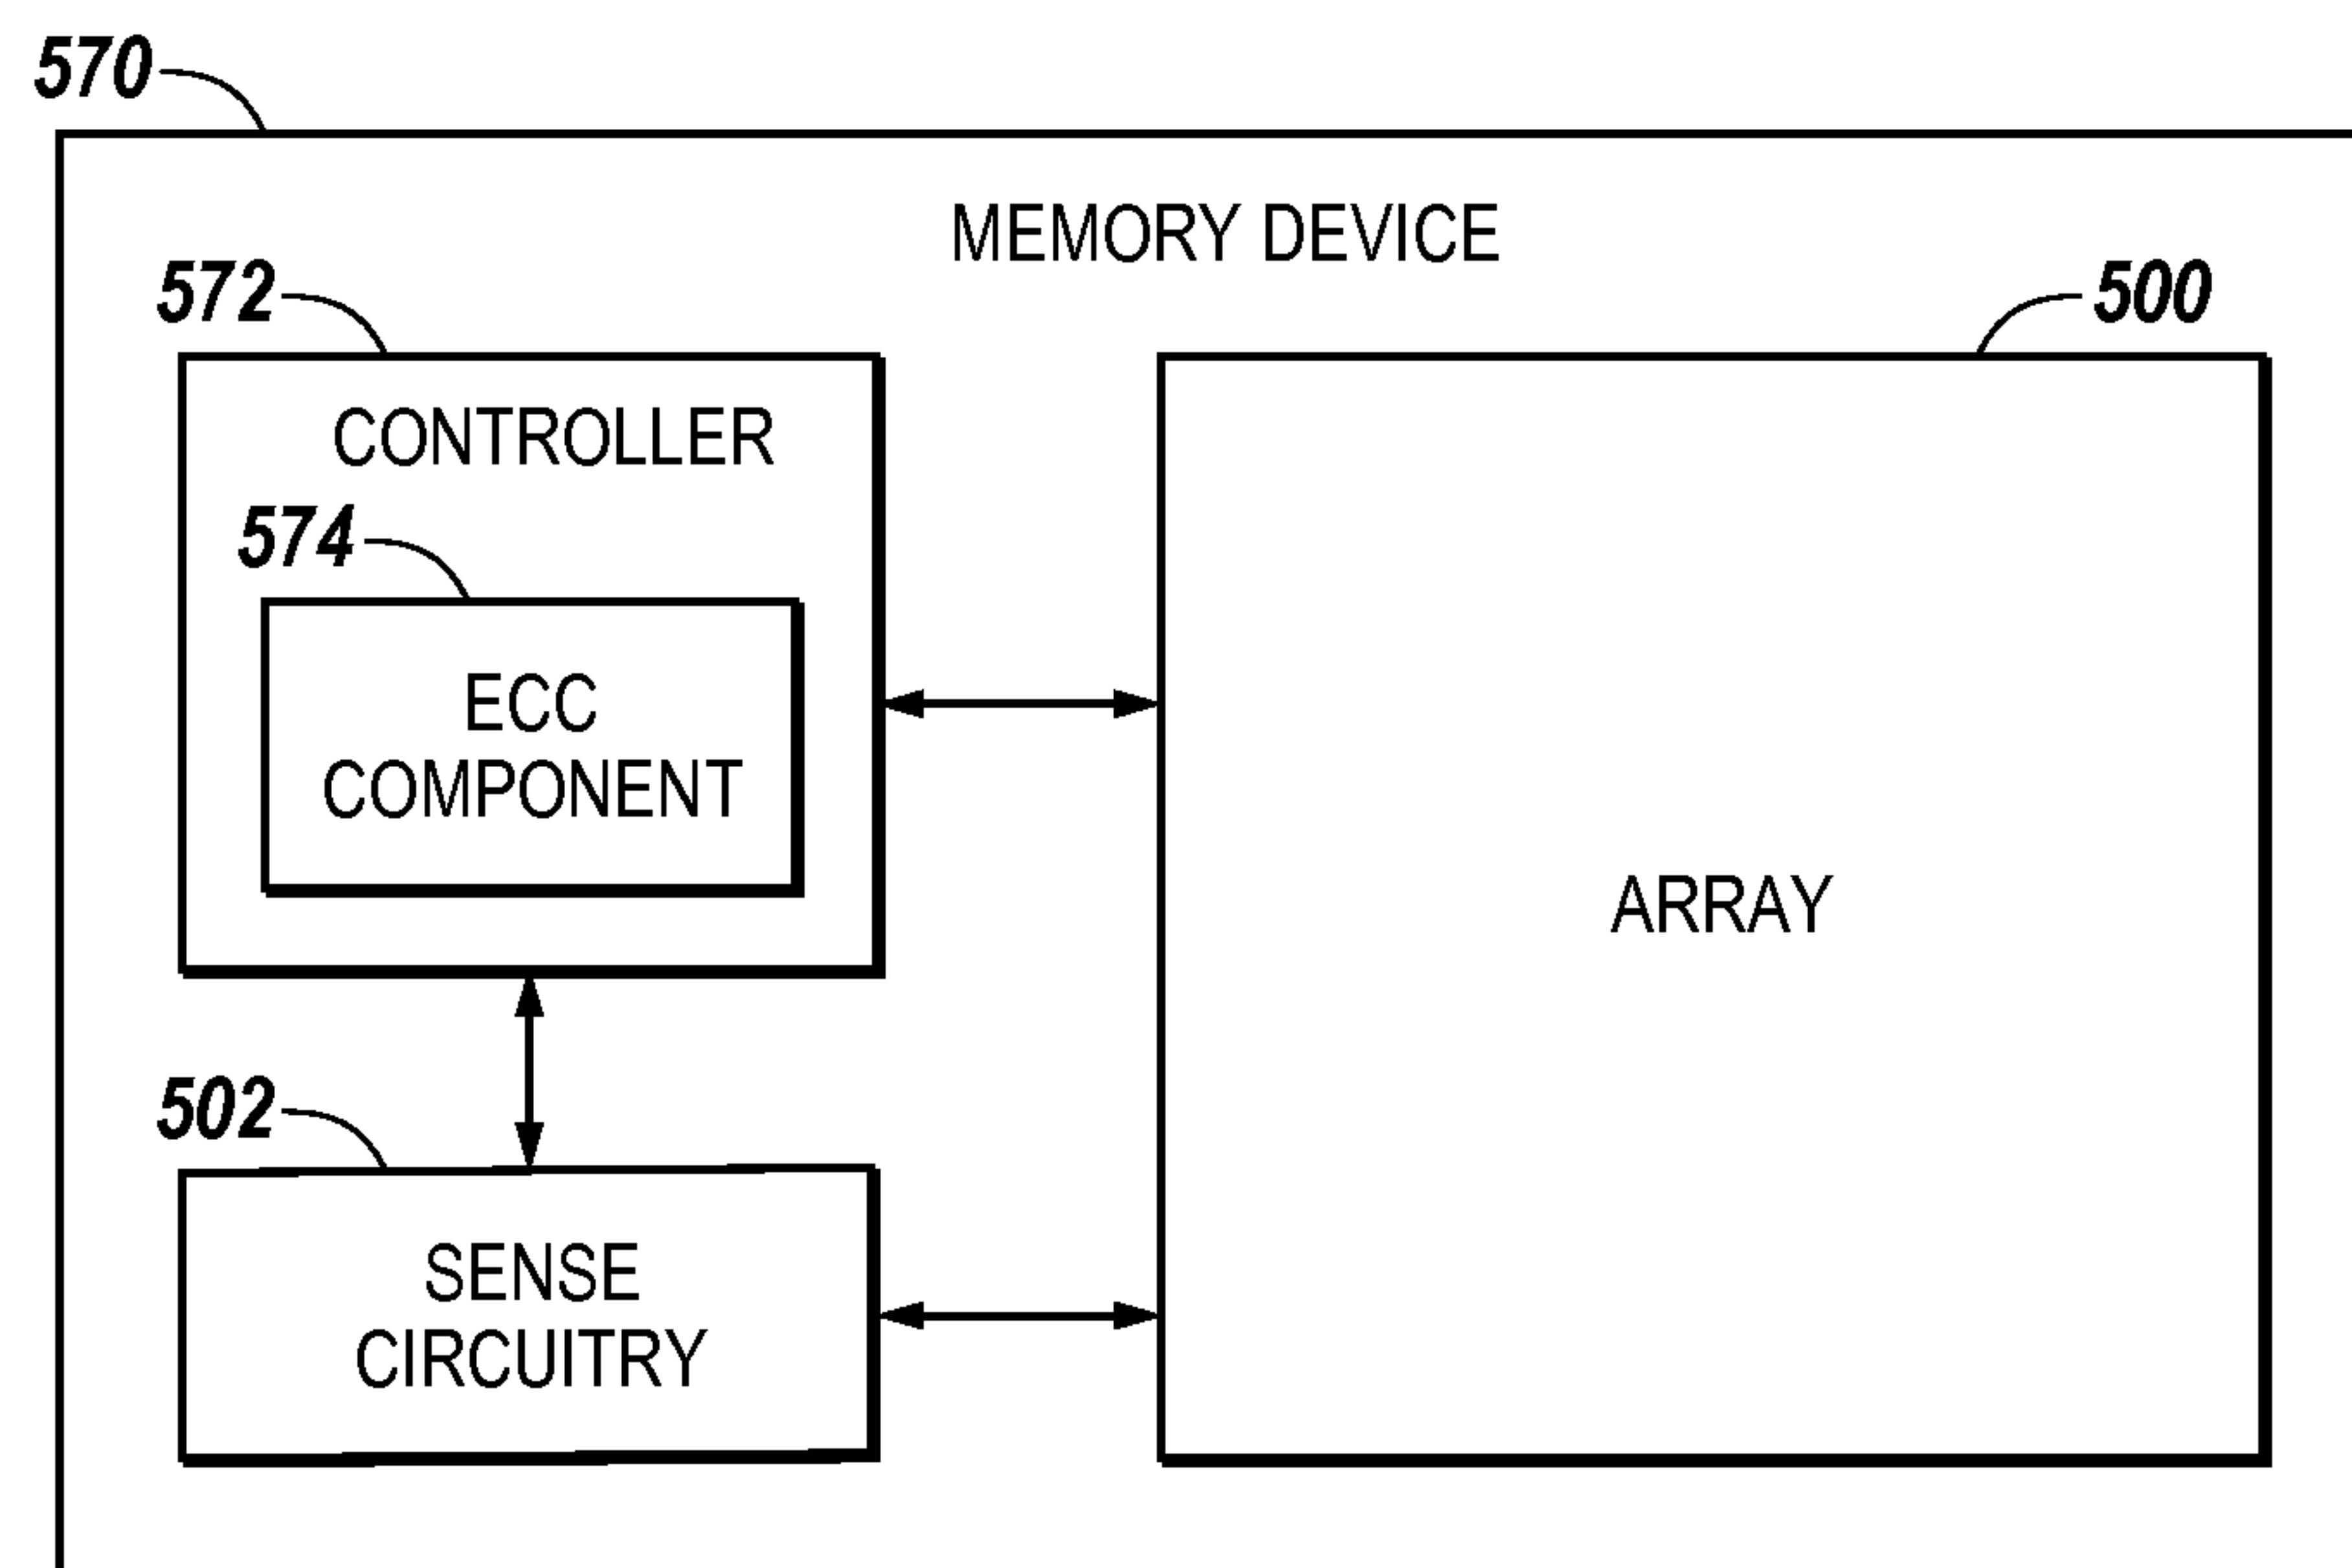 570
MEMORY DEVICE
572
500
CONTROLLER
574
ECC
COMPONENT
ARRAY
502
SENSE
CIRCUITRY